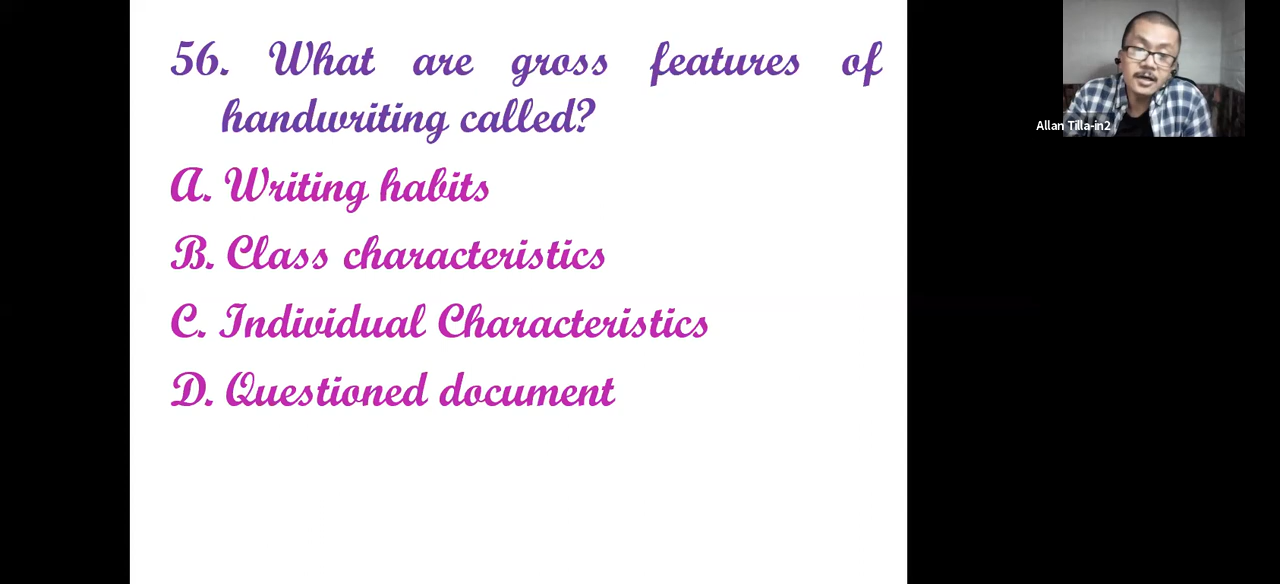 56. What are gross features of
handwriting called?
A. Writing habits
B. Class characteristics
C. Individual Characteristics
D. Questioned document
Allan Tilla-in2